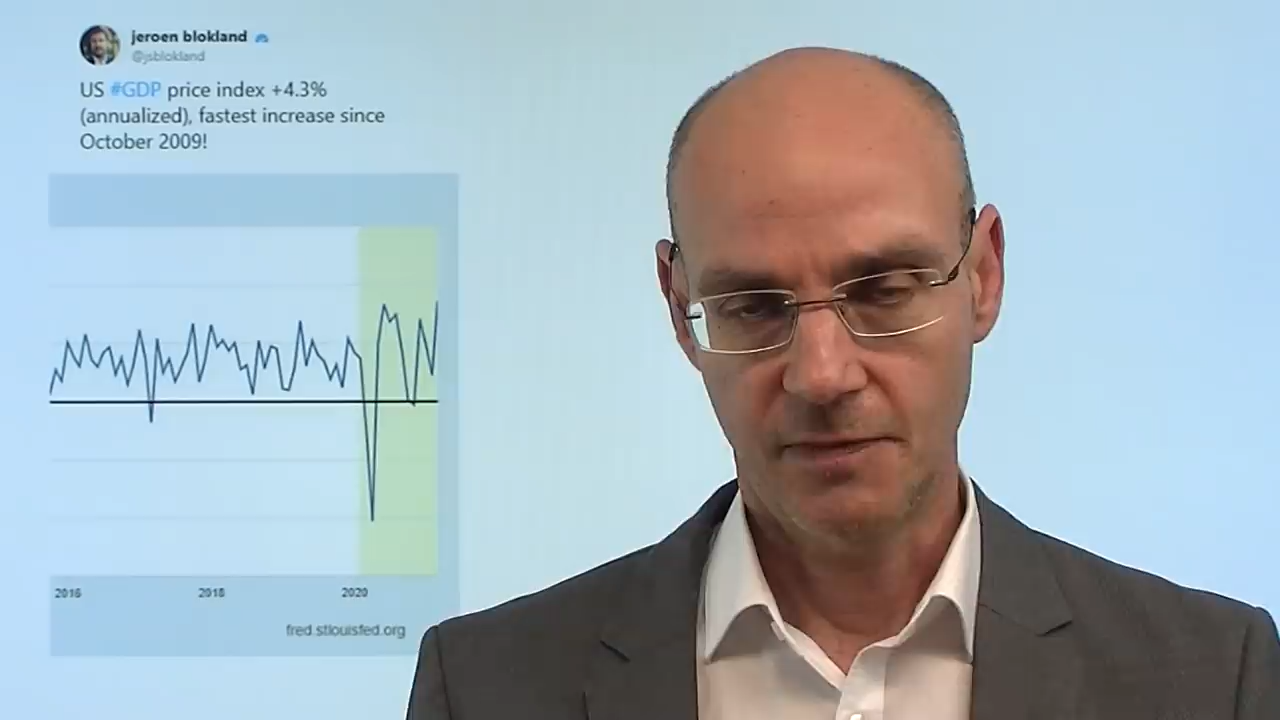 jeroen blokland
@jsblokland
US #GDP price index +4.3%
(annualized), fastest increase since
October 2009!
2016 2018 2020
fred.stlouisfed.org